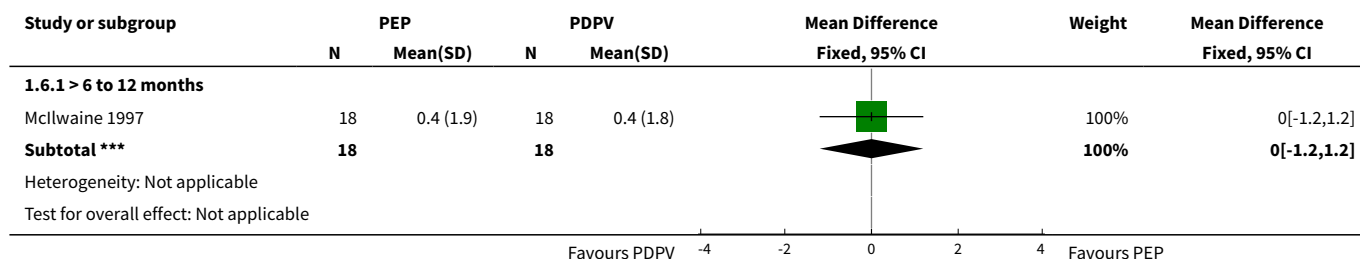 Study or subgroup PEP PDPV Mean Difference Weight Mean Difference
N Mean(SD) N Mean(SD) Fixed, 95% CI Fixed, 95% CI
1.6.1 > 6 to 12 months
McIlwaine 1997 18 0.4 (1.9) 18 0.4 (1.8) 100% 0[-1.2,1.2]
Subtotal *** 18 18 100% 0[-1.2,1.2]
Heterogeneity: Not applicable
Test for overall effect: Not applicable
Favours PDPV -4 -2 0 2 4 Favours PEP